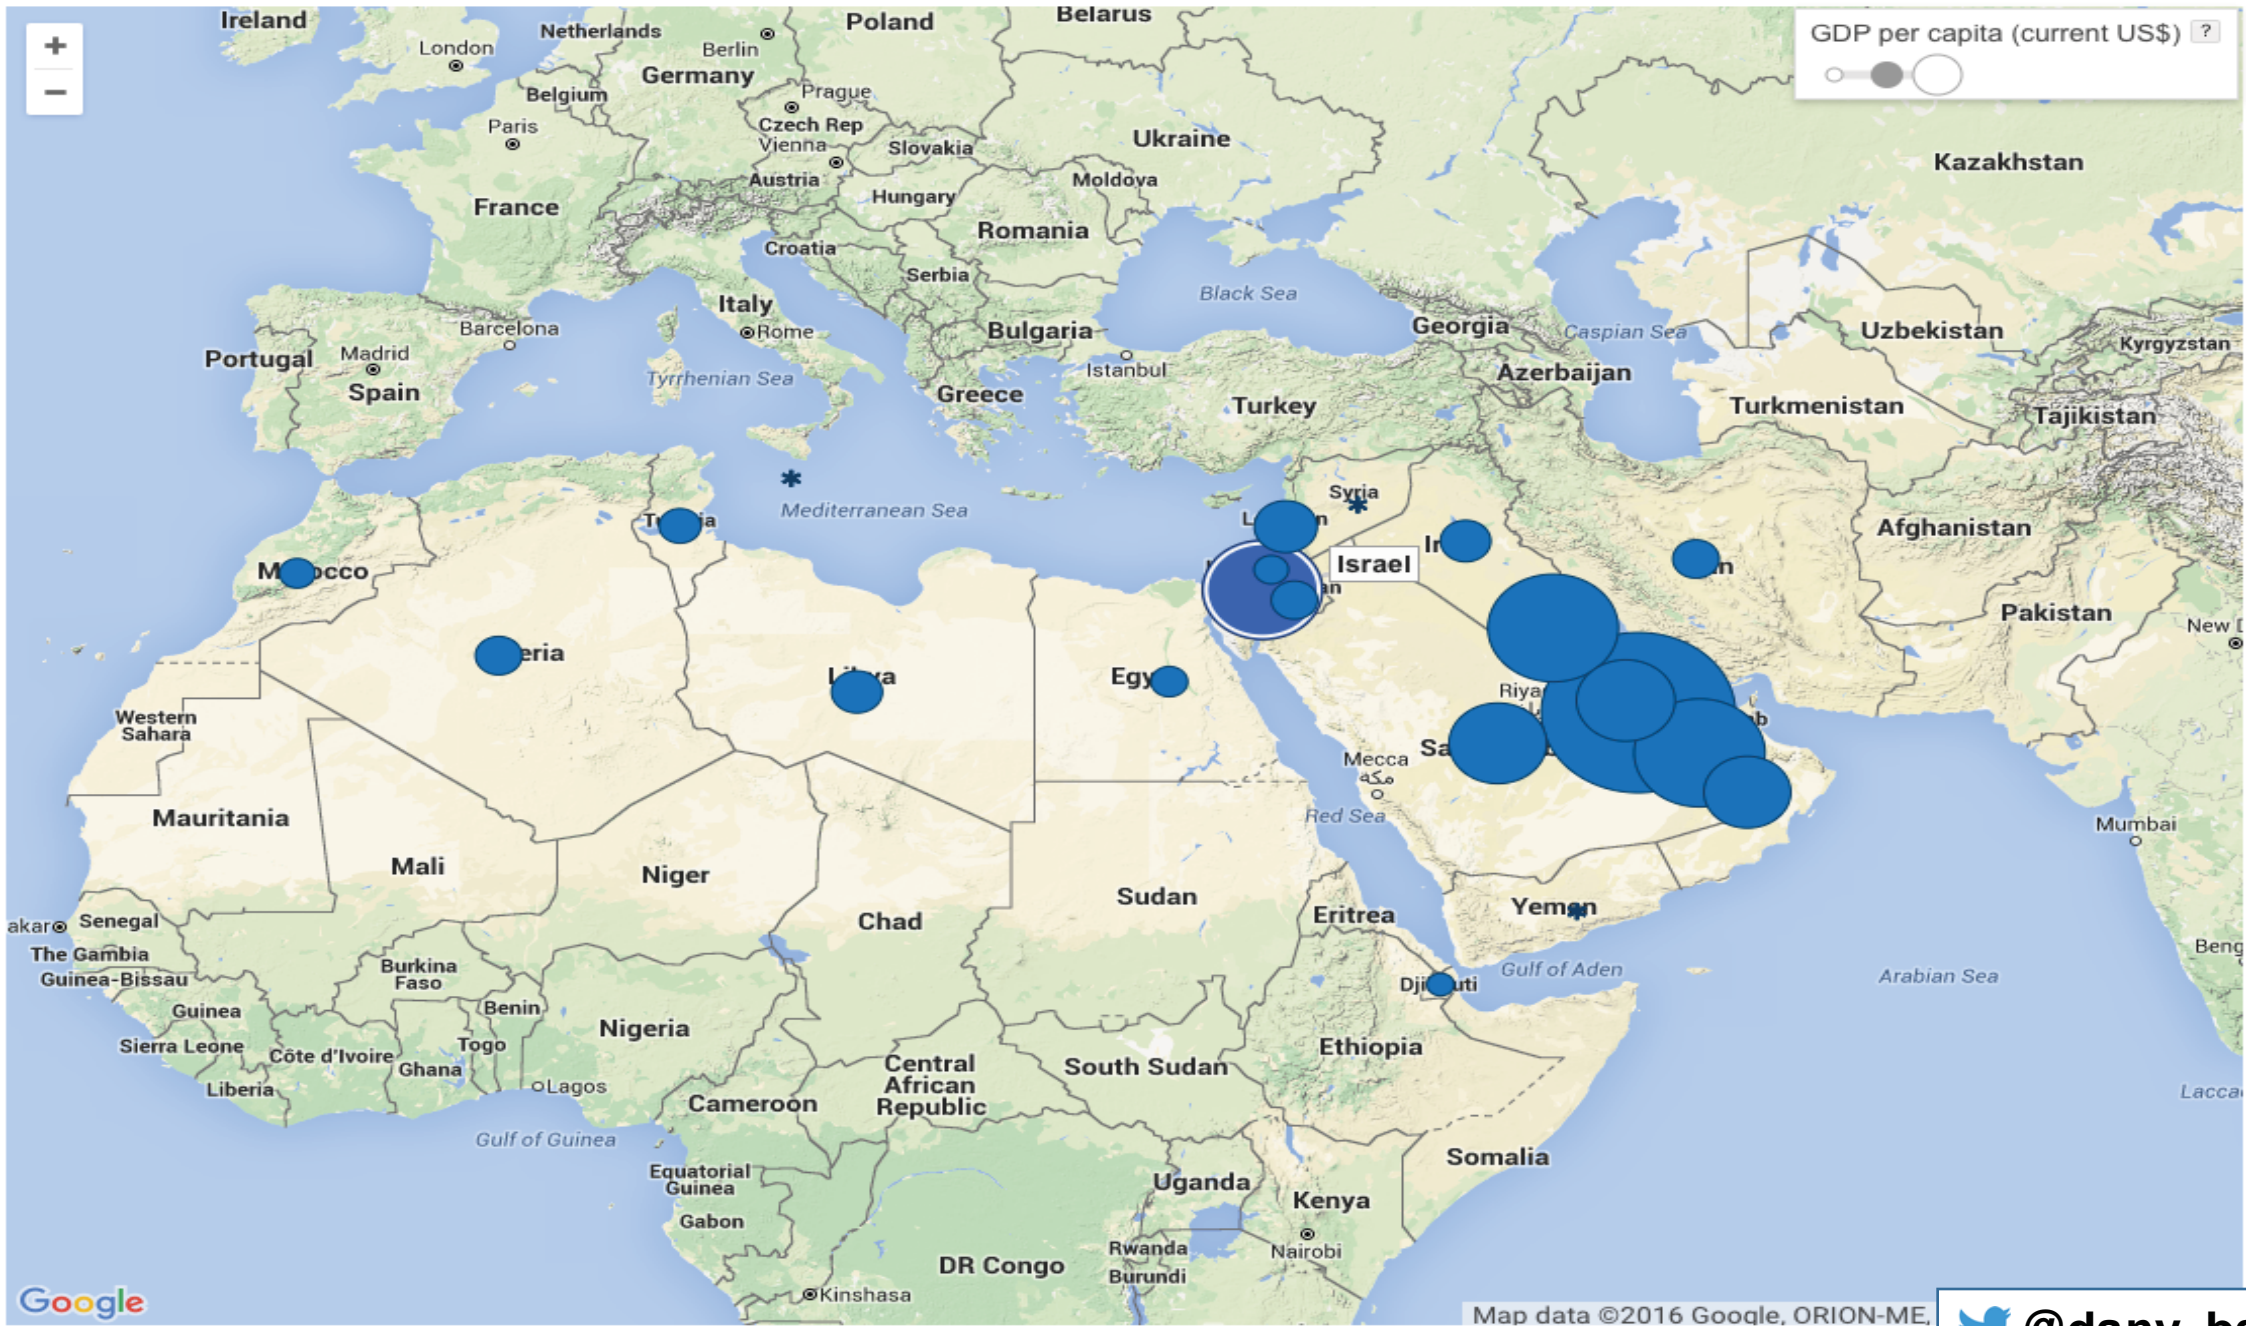 Ireland
Netherlands
Poland
Belarus
GDP per capita (current US$) ?
+
−
London
Berlin
Germany
Belgium
Prague
Paris
Czech Rep
Vienna
Slovakia
Ukraine
Kazakhstan
Austria
Hungary
Moldova
France
Romania
Croatia
Serbia
Black Sea
Italy
Rome
Bulgaria
Georgia
Caspian Sea
Uzbekistan
Kyrgyzstan
Barcelona
Portugal
Madrid
Spain
Tyrrhenian Sea
Istanbul
Azerbaijan
Greece
Turkey
Turkmenistan
Tajikistan
Syria
Mediterranean Sea
Afghanistan
Israel
Pakistan
New
Western
Sahara
Mecca
مكة
Red Sea
Mauritania
Mali
Niger
Chad
Sudan
Eritrea
Yemen
Mumbai
akar
Senegal
The Gambia
Guinea-Bissau
Burkina
Faso
Gulf of Aden
Arabian Sea
Beng
Guinea
Benin
Nigeria
Sierra Leone
Côte d'Ivoire
Togo
Ghana
Liberia
Lagos
Central
African
Republic
South Sudan
Ethiopia
Cameroon
Lacca
Gulf of Guinea
Equatorial
Guinea
Gabon
Uganda
Kenya
Somalia
Rwanda
Nairobi
Burundi
DR Congo
Kinshasa
Google
Map data ©2016 Google, ORION-ME,